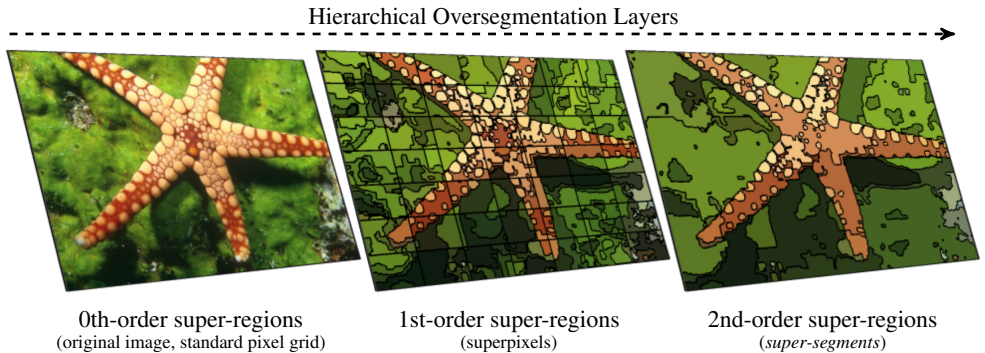 Hierarchical Oversegmentation Layers
0th-order super-regions
(original image, standard pixel grid)
1st-order super-regions
(superpixels)
2nd-order super-regions
(super-segments)